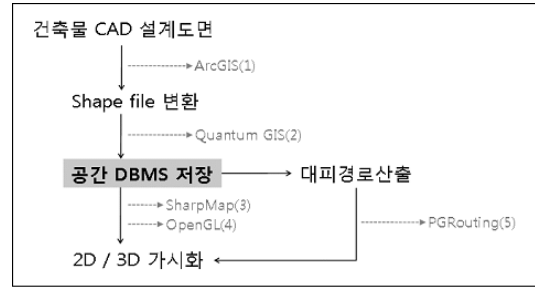 건축물 CAD 설계도면
ArcGIS(1)
Shape file 변환
Quantum GIS(2)
공간 DBMS 저장
대피경로산출
SharpMap(3)
OpenGL(4)
PGRouting(5)
2D / 3D 가시화